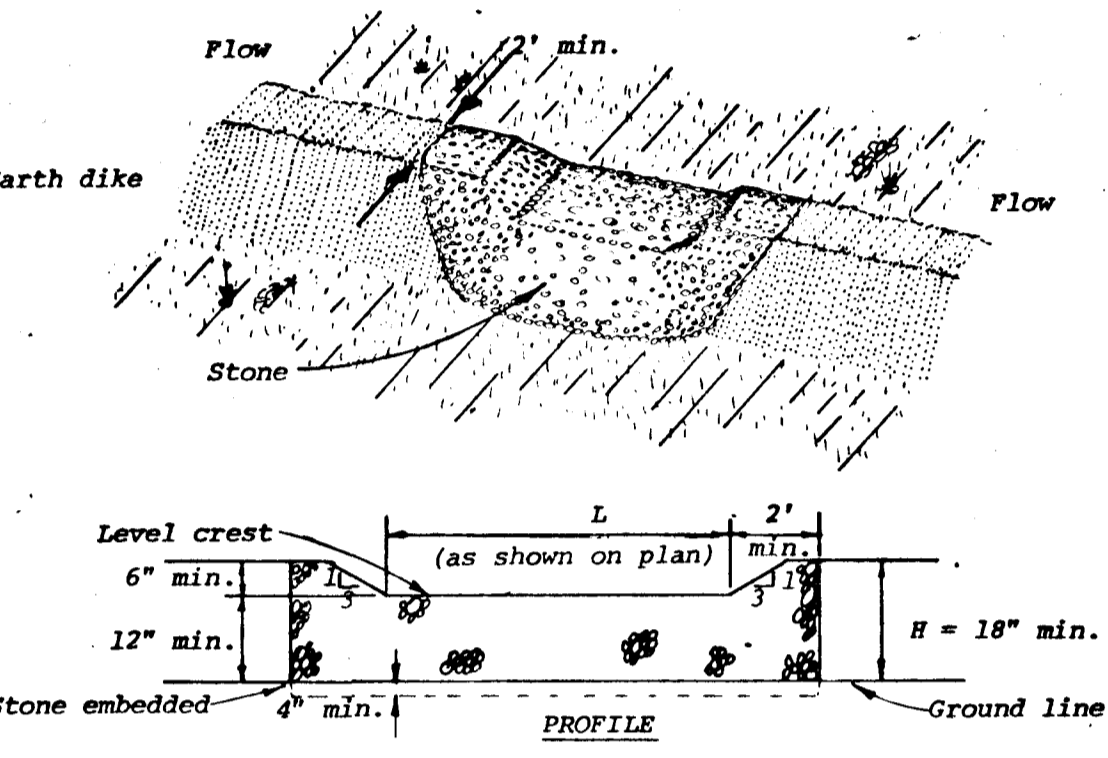 Flow
2' min.
arth dike
Flow
Stone
L
2'
Level crest
(as shown on plan)
min.
6" min.
1
3
3
1
12" min.
H = 18" min.
Stone embedded
4" min.
Ground line
PROFILE